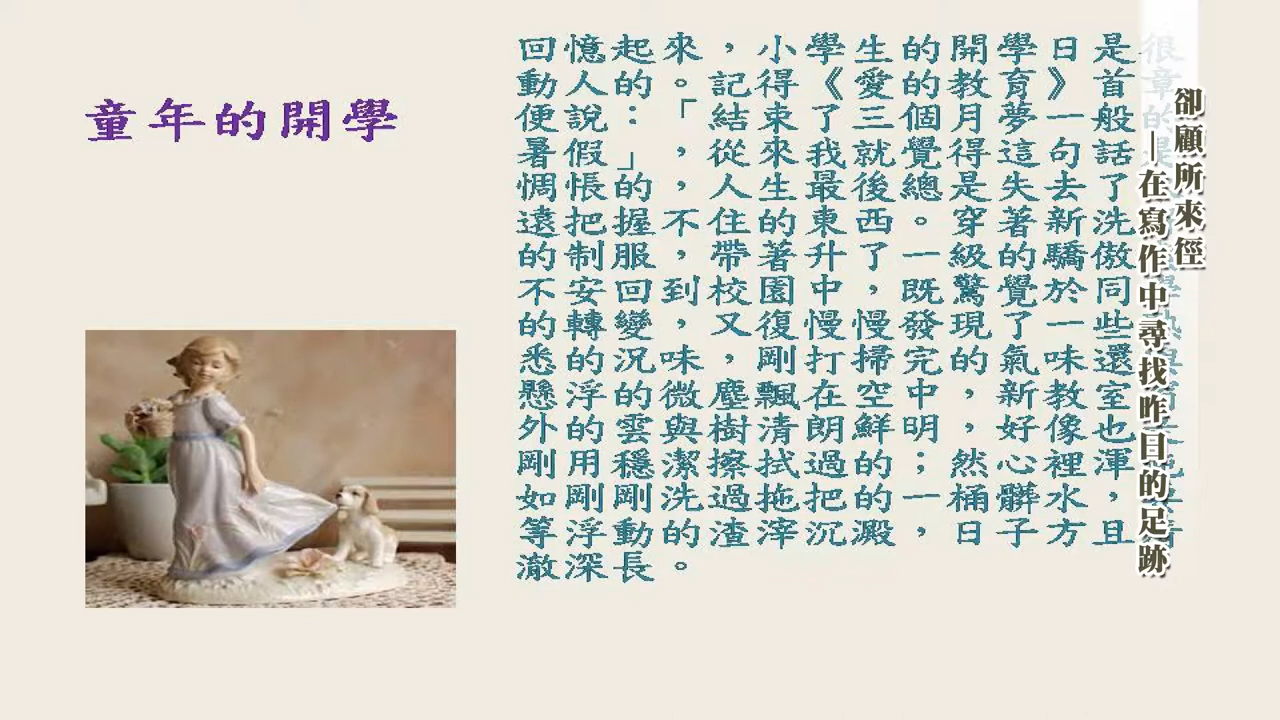 童年的開學
回憶起來，小學生的開學日是很
動人的。記得《愛的教育》首章
便說：「結束了三個月夢一般的
暑假」，從來我就覺得這句話是
惆悵的，人生最後總是失去了
遠把握不住的東西。穿著新洗
的制服，帶著升了一級的驕傲
不安回到校園中，既驚覺於同學
的轉變，又復慢慢發現了一些熟
悉的況味，剛打掃完的氣味還與
懸浮的微塵飄在空中，新教室
外的雲與樹清朗鮮明，好像也
剛用穩潔擦拭過的；然心裡渾
如剛剛洗過拖把的一桶髒水，
等浮動的渣滓沉澱，日子方且清
澈深長。
卻顧所來徑
—在寫作中尋找昨日的足跡